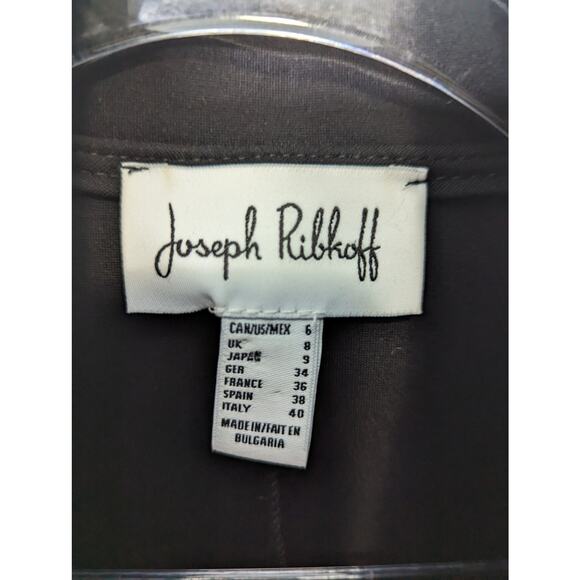 Joseph Ribkoff
CAN/US/MEX 6
UK 8
JAPAN 9
GER 34
FRANCE 36
SPAIN 38
ITALY 40
MADE IN/FAIT EN
BULGARIA